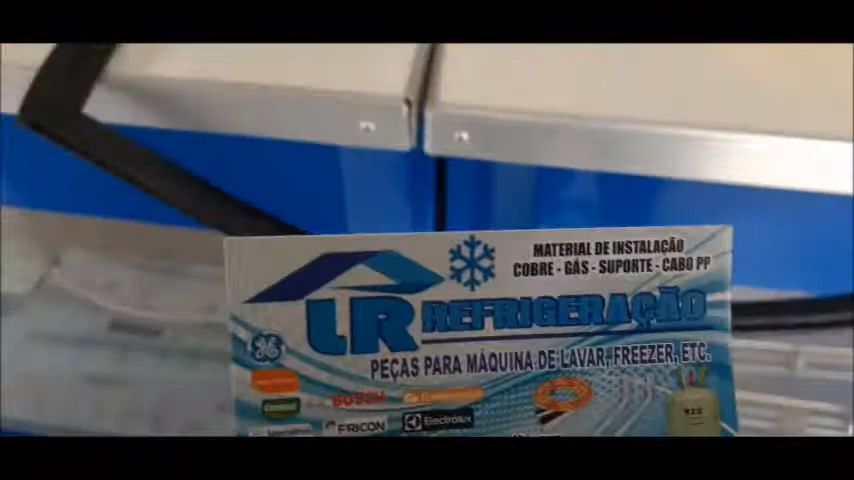 MATERIAL DE INSTALAÇÃO
COBRE - GÁS - SUPORTE - CABO PP
LR REFRIGERAÇÃO
PEÇAS PARA MÁQUINA DE LAVAR, FREEZER, ETC.
BOSCH
FRICON
Electrolux
R22